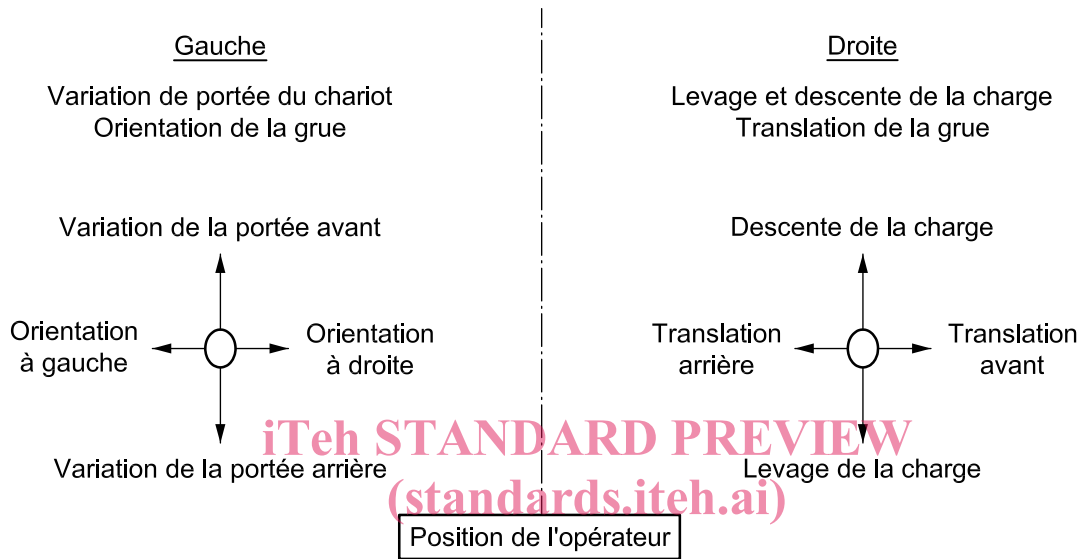 Gauche
Variation de portée du chariot
Orientation de la grue
Variation de la portée avant
Orientation
à gauche
Orientation
à droite
Variation de la portée arrière
Droite
Levage et descente de la charge
Translation de la grue
Descente de la charge
Translation
arrière
Translation
avant
Levage de la charge
iTeh STANDARD PREVIEW
(standards.iteh.ai)
Position de l'opérateur